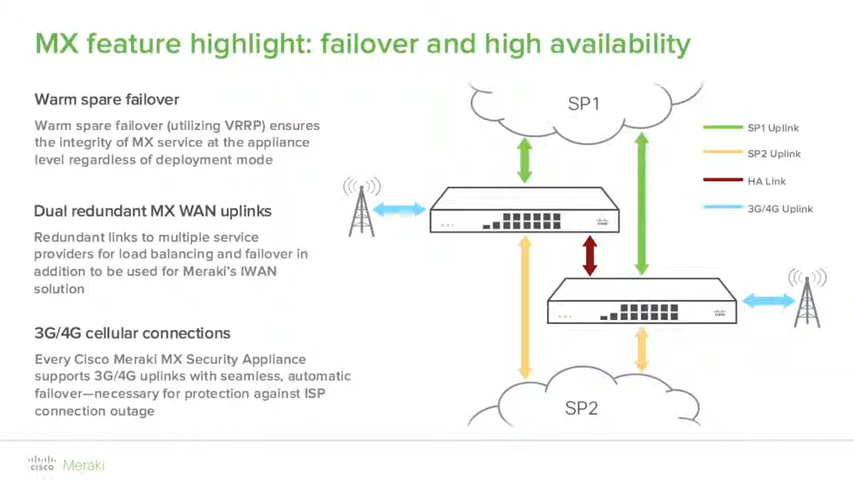 MX feature highlight: failover and high availability
Warm spare failover
Warm spare failover (utilizing VRRP) ensures
the integrity of MX service at the appliance
level regardless of deployment mode
Dual redundant MX WAN uplinks
Redundant links to multiple service
providers for load balancing and failover in
addition to be used for Meraki's IWAN
solution
3G/4G cellular connections
Every Cisco Meraki MX Security Appliance
supports 3G/4G uplinks with seamless, automatic
failover—necessary for protection against ISP
connection outage
SP1
SP1 Uplink
SP2 Uplink
HA Link
3G/4G Uplink
SP2
cisco Meraki